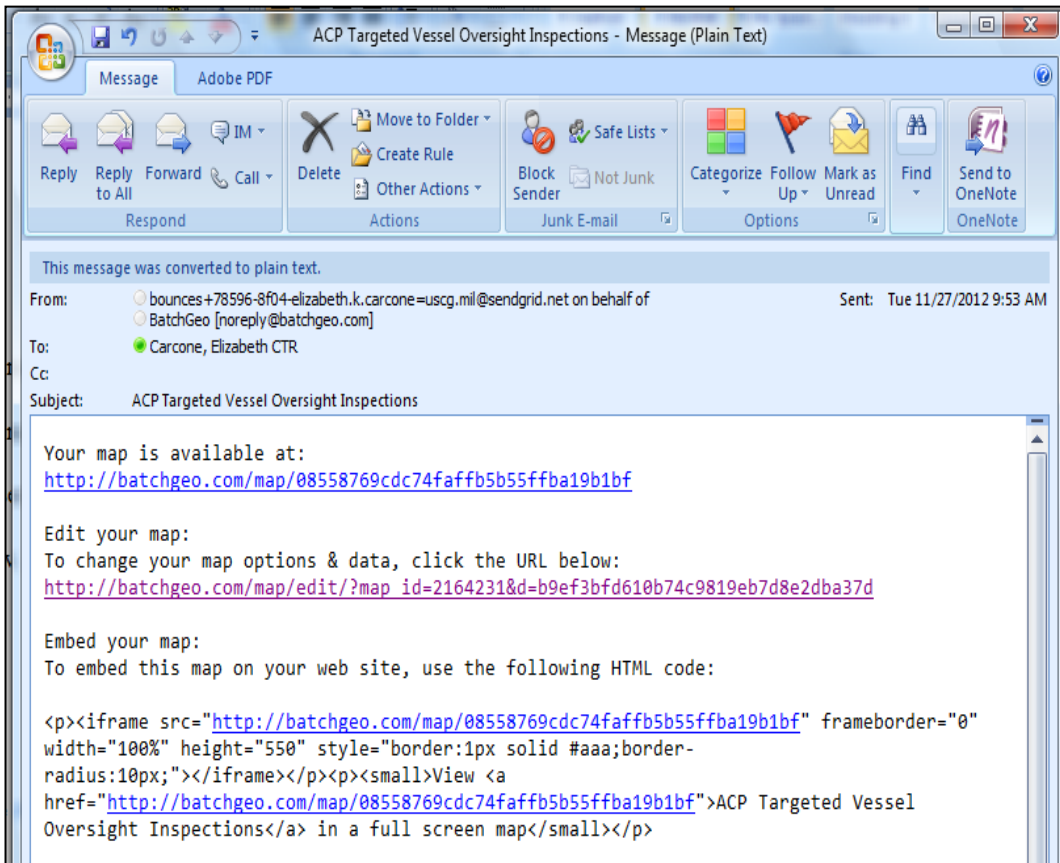 ACP Targeted Vessel Oversight Inspections - Message (Plain Text)
Message Adobe PDF
Reply
Reply to All
Forward
IM
Call
Respond
Delete
Move to Folder
Create Rule
Other Actions
Actions
Block Sender
Safe Lists
Not Junk
Junk E-mail
Categorize
Follow Up
Mark as Unread
Options
Find
Send to OneNote
OneNote
This message was converted to plain text.
From: bounces+78596-8f04-elizabeth.k.carcone=uscg.mil@sendgrid.net on behalf of Sent: Tue 11/27/2012 9:53 AM
BatchGeo [noreply@batchgeo.com]
To: Carcone, Elizabeth CTR
Cc:
Subject: ACP Targeted Vessel Oversight Inspections
Your map is available at:
http://batchgeo.com/map/08558769cdc74faffb5b55ffba19b1bf
Edit your map:
To change your map options & data, click the URL below:
http://batchgeo.com/map/edit/?map_id=2164231&d=b9ef3bfd610b74c9819eb7d8e2dba37d
Embed your map:
To embed this map on your web site, use the following HTML code:
<p><iframe src="http://batchgeo.com/map/08558769cdc74faffb5b55ffba19b1bf" frameborder="0"
width="100%" height="550" style="border:1px solid #aaa;border-
radius:10px;"></iframe></p><p><small>View <a
href="http://batchgeo.com/map/08558769cdc74faffb5b55ffba19b1bf">ACP Targeted Vessel
Oversight Inspections</a> in a full screen map</small></p>